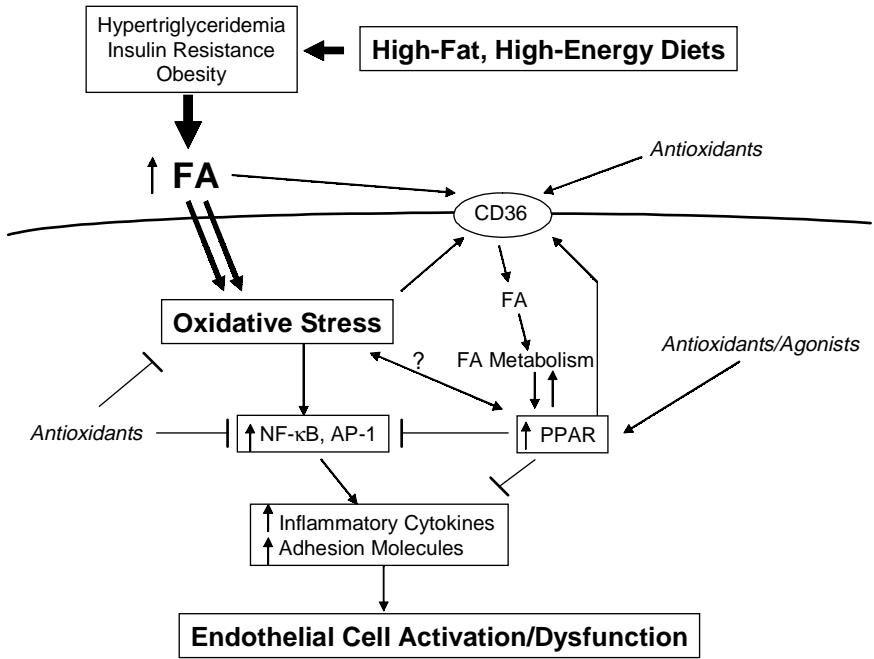 Hypertriglyceridemia
Insulin Resistance
Obesity
High-Fat, High-Energy Diets
FA
Antioxidants
CD36
FA
Oxidative Stress
?
FA Metabolism
Antioxidants/Agonists
Antioxidants
NF-κB, AP-1
PPAR
Inflammatory Cytokines
Adhesion Molecules
Endothelial Cell Activation/Dysfunction